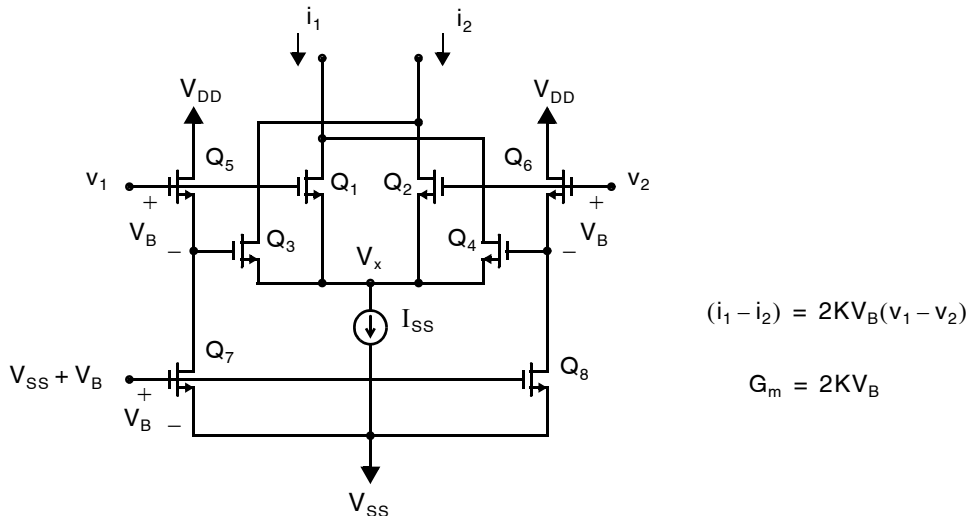 i1 i2
VDD VDD
Q5 Q6
v1 Q1 Q2 v2
+ +
VB Q3 Q4 VB
− Vx −
ISS
(i1 − i2) = 2KVB(v1 − v2)
Q7 Q8
VSS + VB
+
VB
−
Gm = 2KVB
VSS